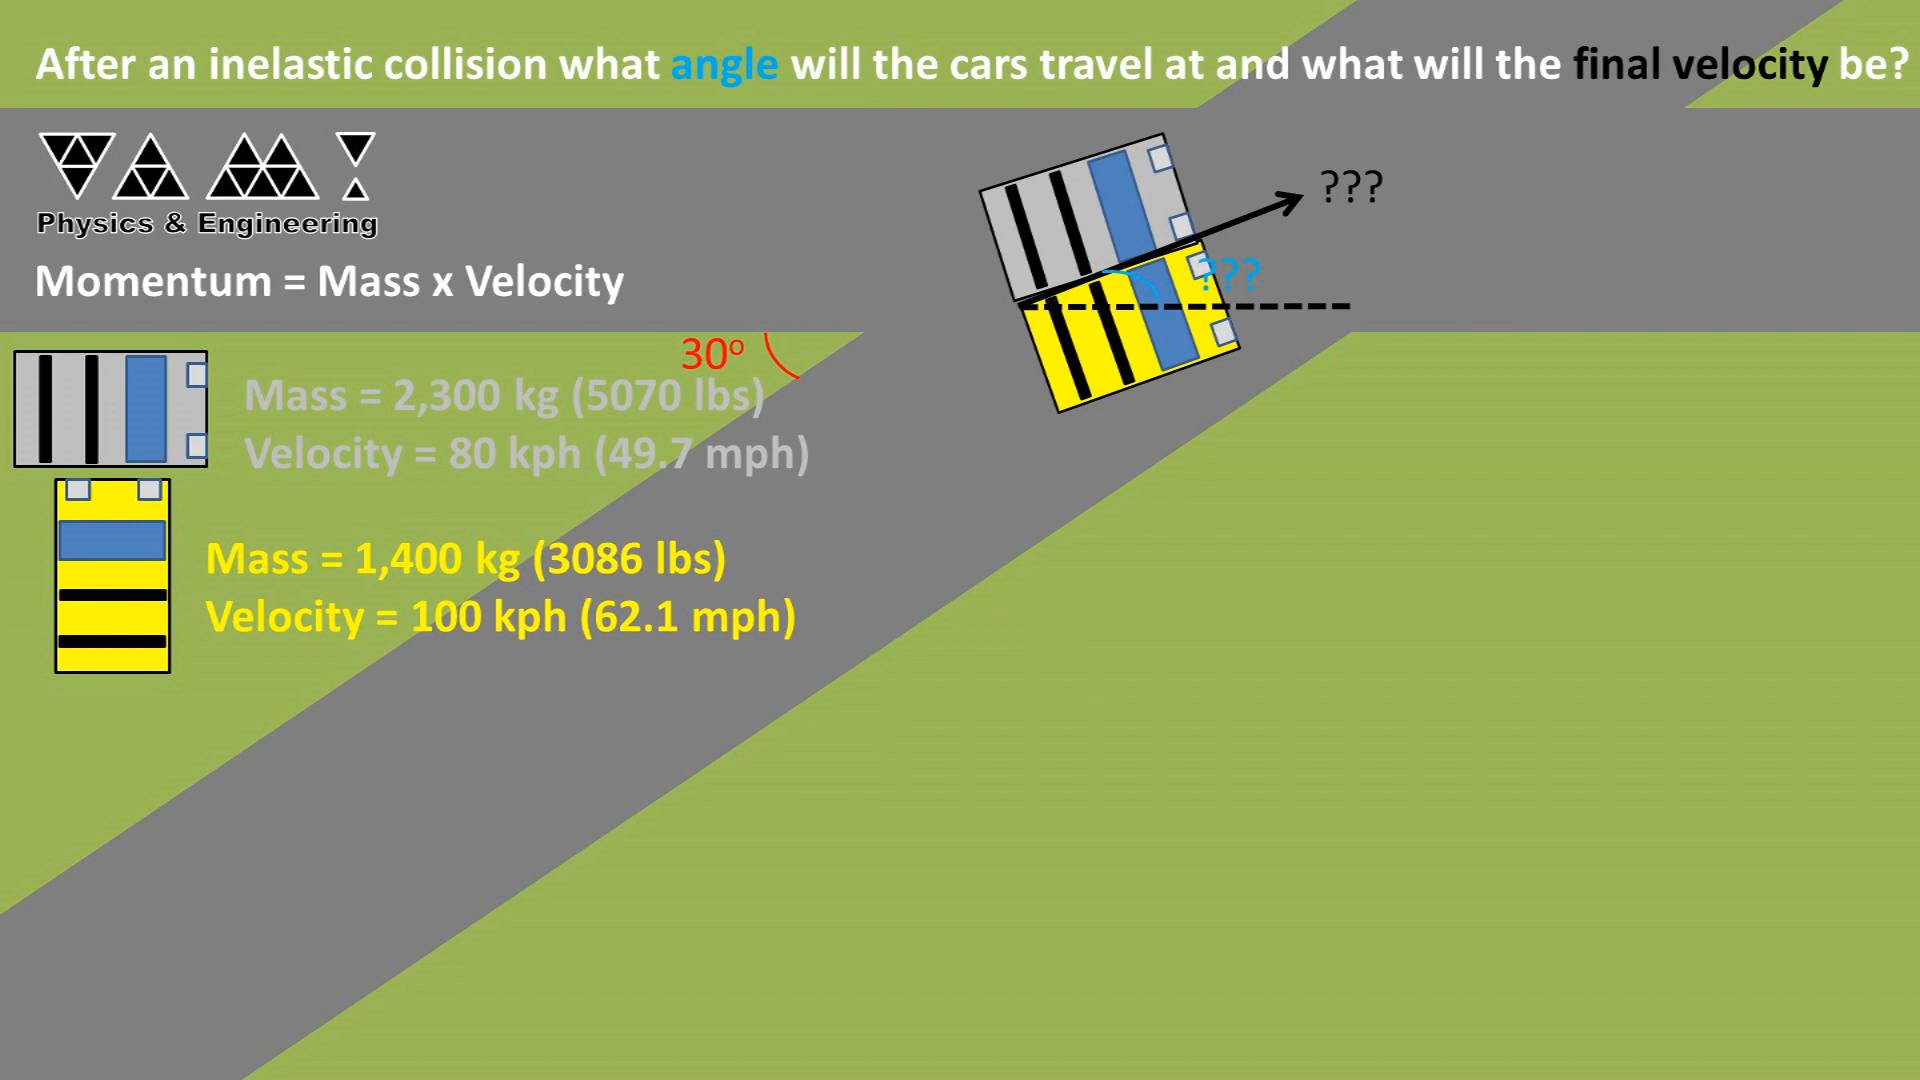 After an inelastic collision what angle will the cars travel at and what will the final velocity be?
Physics & Engineering
Momentum = Mass x Velocity
???
???
30°
Mass = 2,300 kg (5070 lbs)
Velocity = 80 kph (49.7 mph)
Mass = 1,400 kg (3086 lbs)
Velocity = 100 kph (62.1 mph)